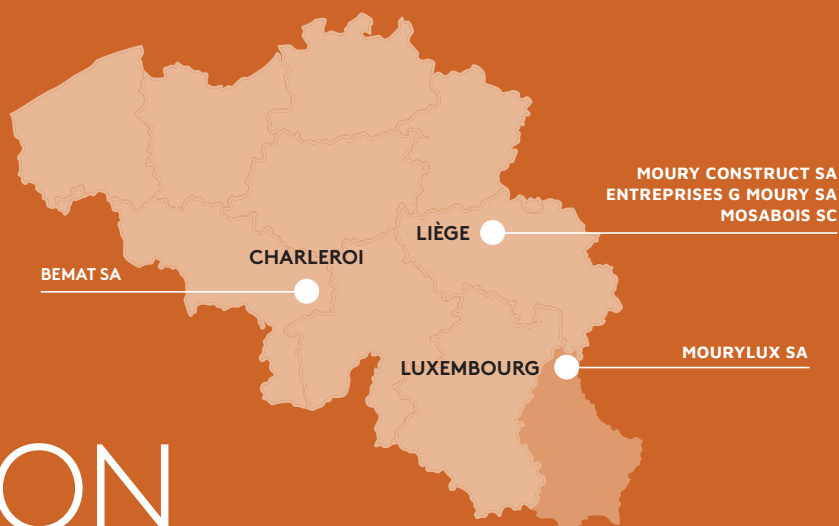 MOURY CONSTRUCT SA
ENTREPRISES G MOURY SA
MOSABOIS SC
LIÈGE
CHARLEROI
BEMAT SA
MOURYLUX SA
LUXEMBOURG
ON